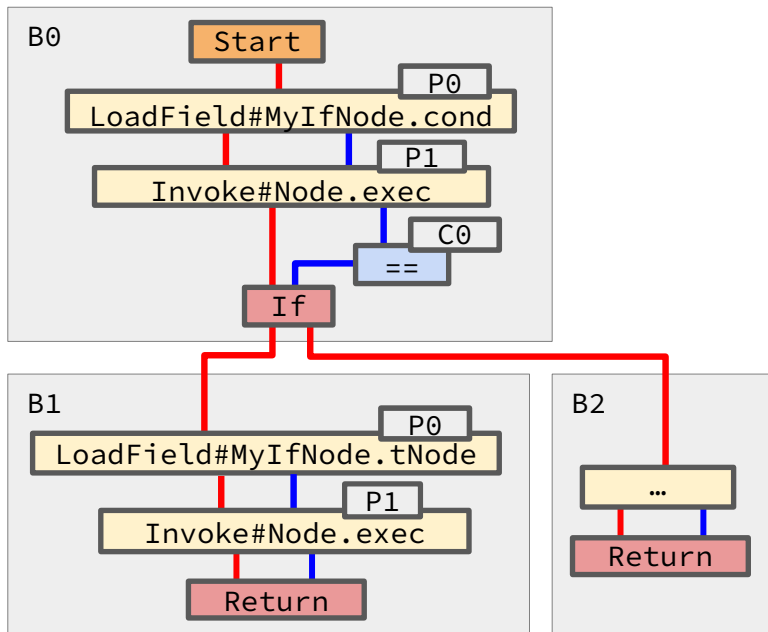 B0
Start
P0
LoadField#MyIfNode.cond
P1
Invoke#Node.exec
C0
==
If
B1
P0
LoadField#MyIfNode.tNode
P1
Invoke#Node.exec
Return
B2
…
Return